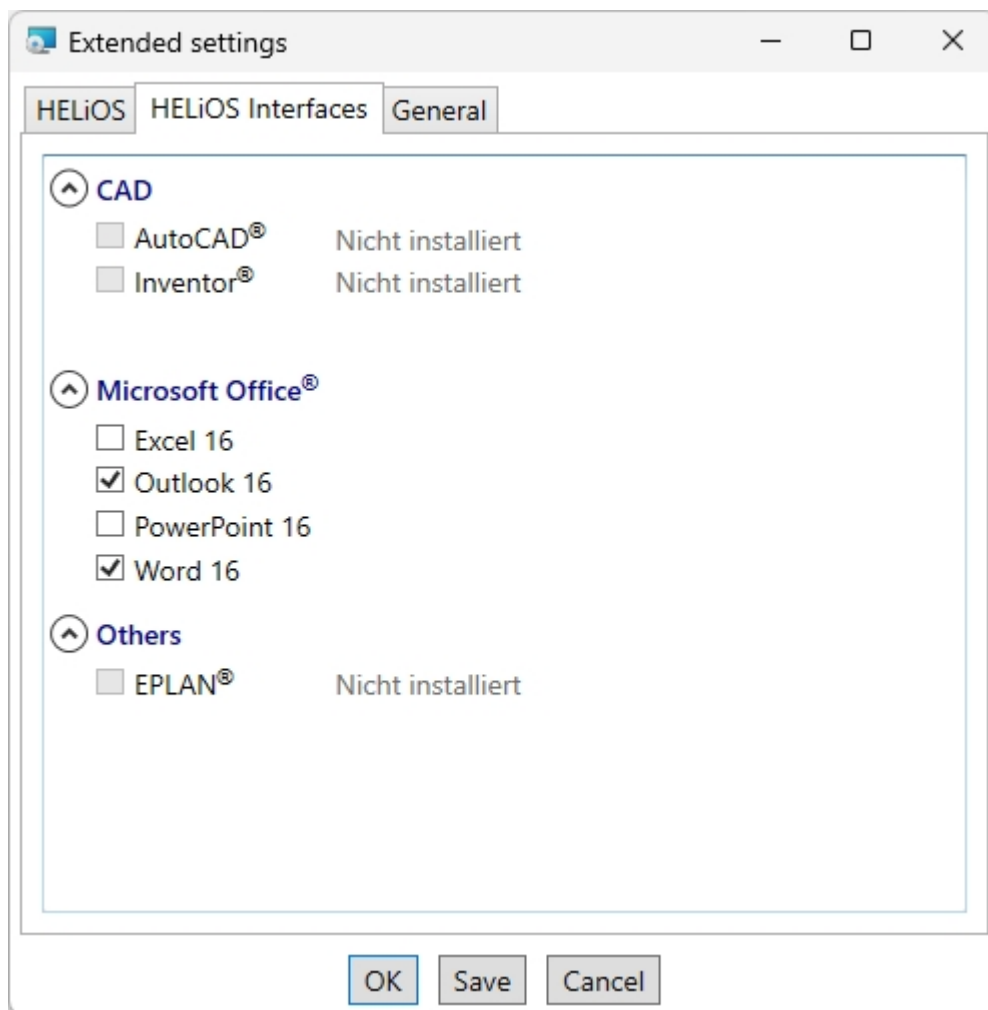 Extended settings
HELiOS HELiOS Interfaces General
CAD
AutoCAD® Nicht installiert
Inventor® Nicht installiert
Microsoft Office®
Excel 16
Outlook 16
PowerPoint 16
Word 16
Others
EPLAN® Nicht installiert
OK Save Cancel